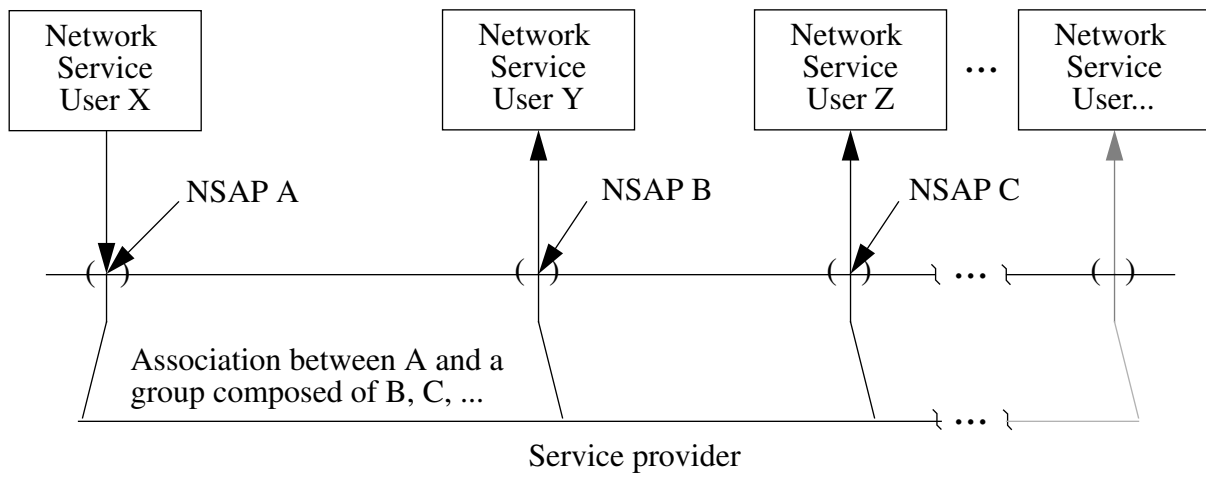 Network
Service
User X
Network
Service
User Y
Network
Service
User Z
...
Network
Service
User...
NSAP A
NSAP B
NSAP C
( )
( )
( )
...
( )
Association between A and a
group composed of B, C, ...
...
Service provider